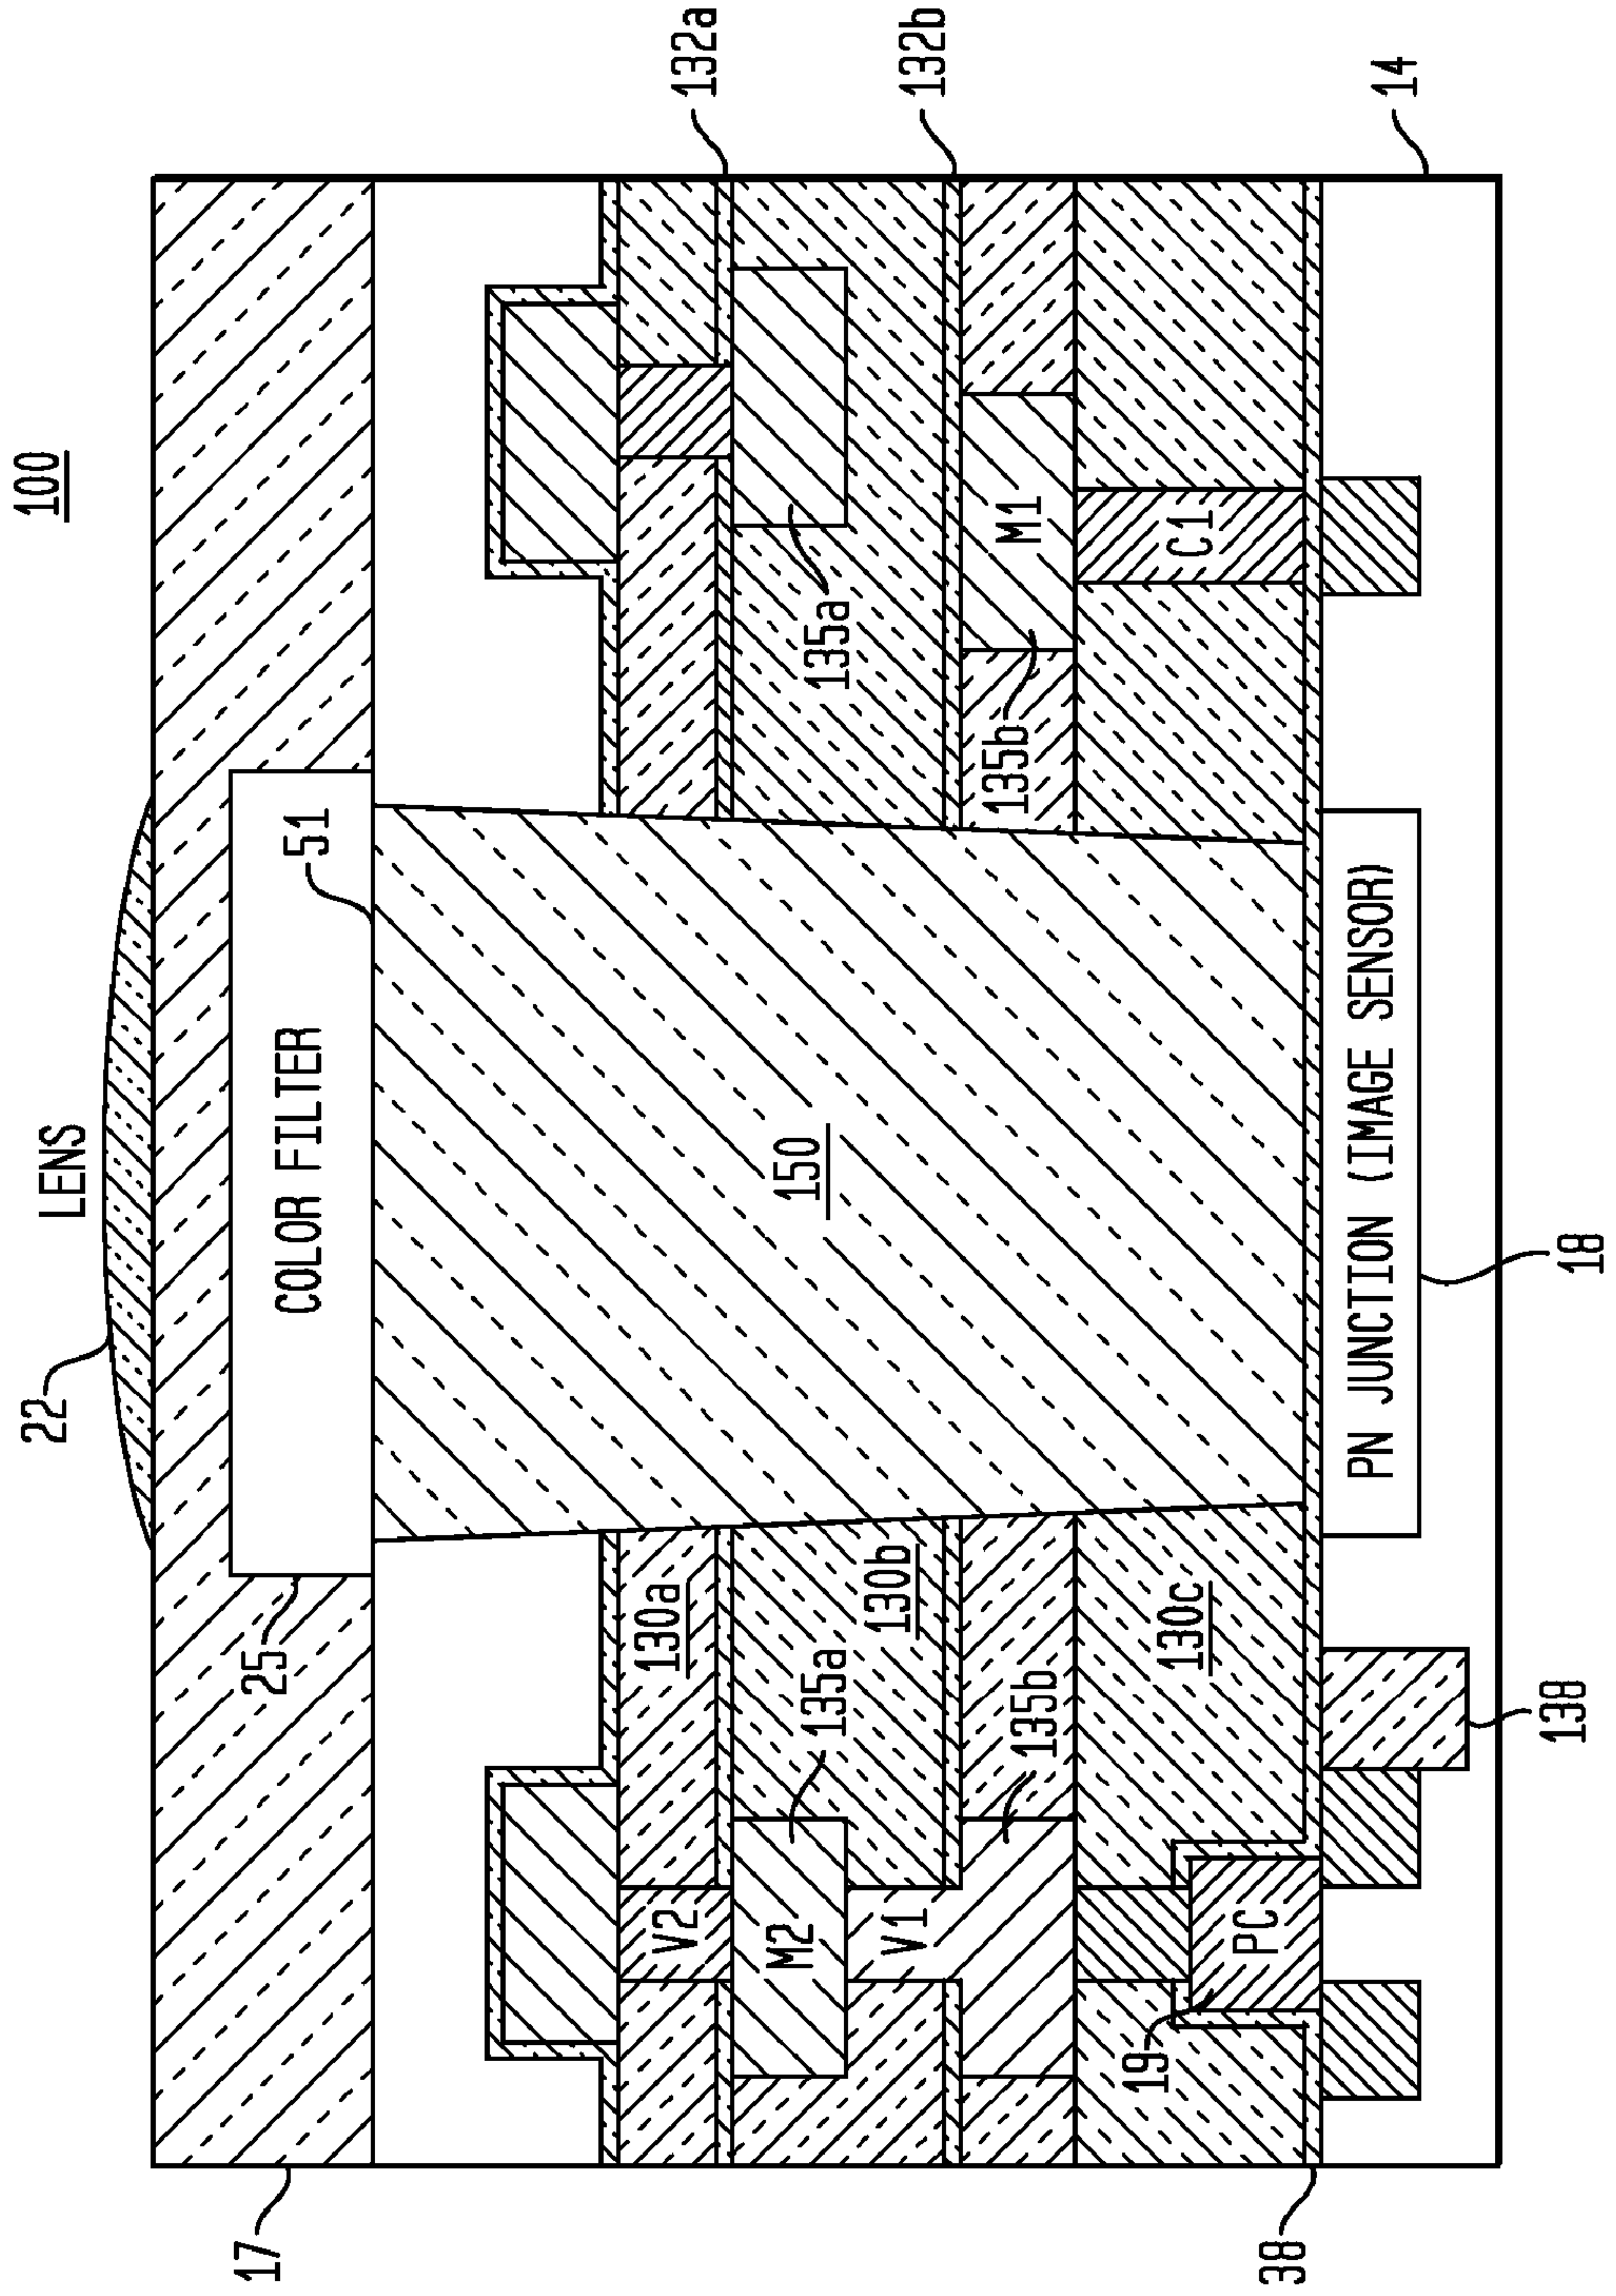 100
LENS
22
132a
132b
14
COLOR FILTER
51
25
17
130a
130b
130c
135a
135b
135a
135b
150
V2
M2
V1
M1
C1
19
PC
PN JUNCTION (IMAGE SENSOR)
38
138
18